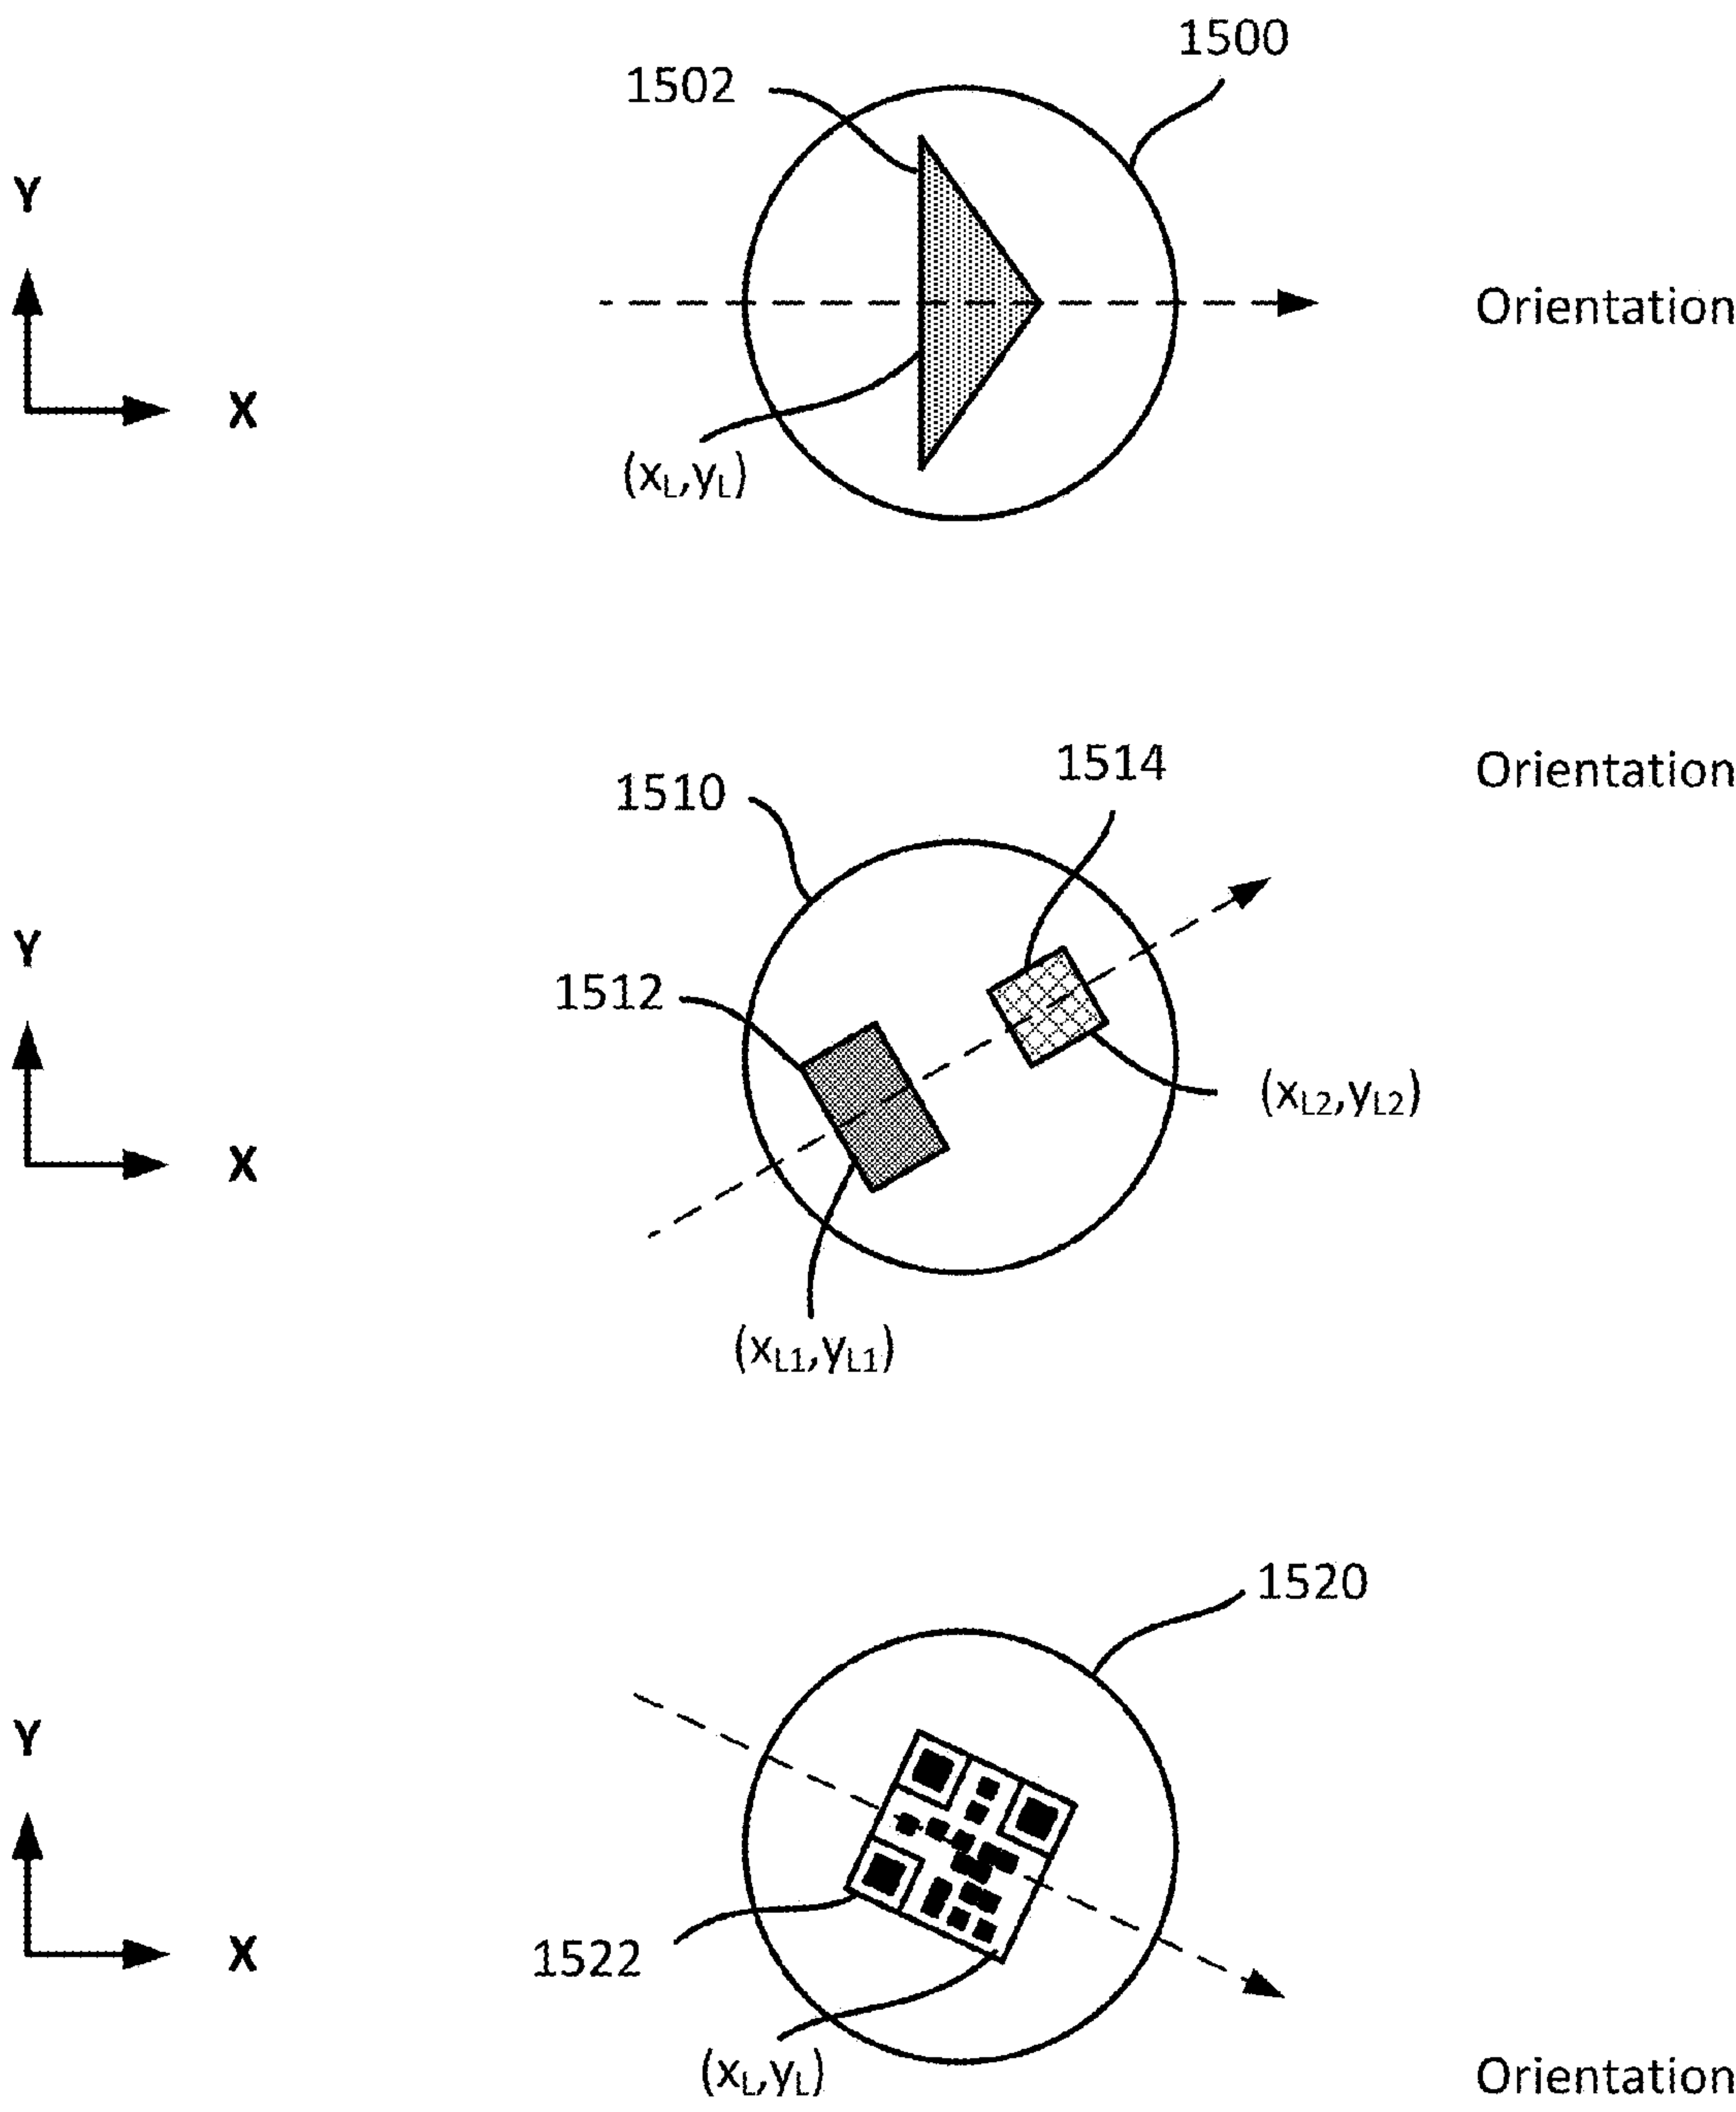 1500
1502
Y
Orientation
X
(xL,yL)
1514
Orientation
1510
Y
1512
(xL2,yL2)
X
(xL1,yL1)
1520
Y
1522
X
(xL,yL)
Orientation